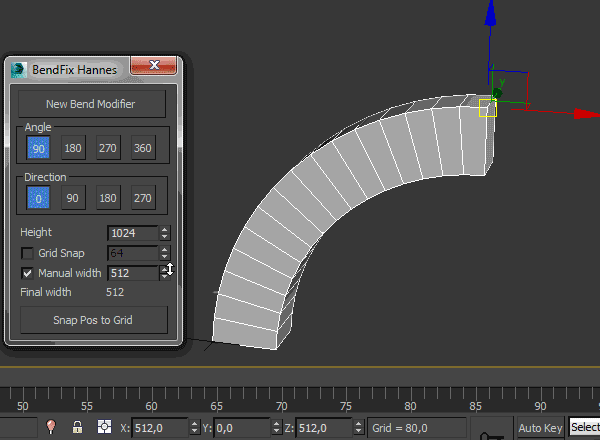 BendFix Hannes
New Bend Modifier
Angle
90 180 270 360
Direction
0 90 180 270
Height 1024
Grid Snap 64
Manual width 512
Final width 512
Snap Pos to Grid
y
50 55 60 65 70 75 80 85 90
X: 512,0 Y: 0,0 Z: 512,0 Grid = 80,0 Auto Key Select